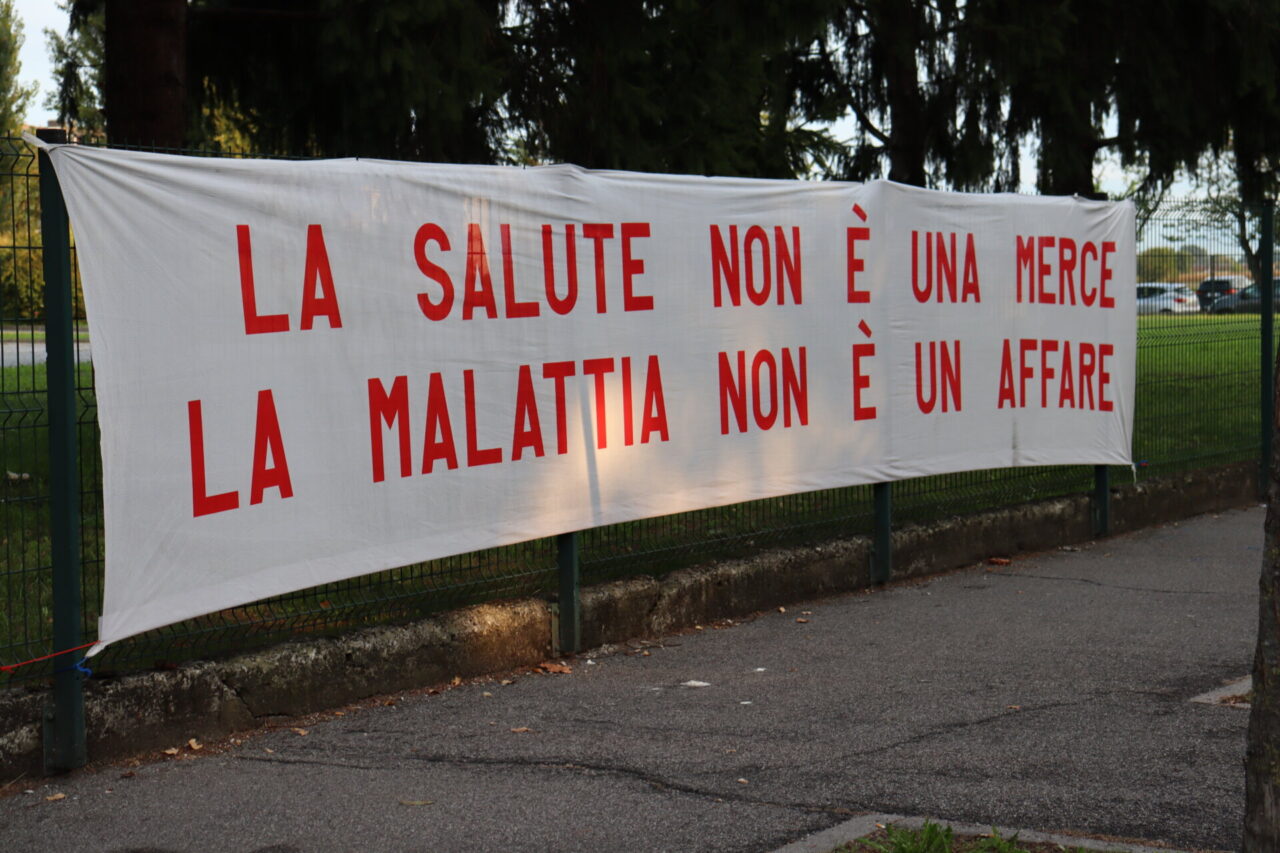 LA SALUTE NON È UNA MERCE
LA MALATTIA NON È UN AFFARE